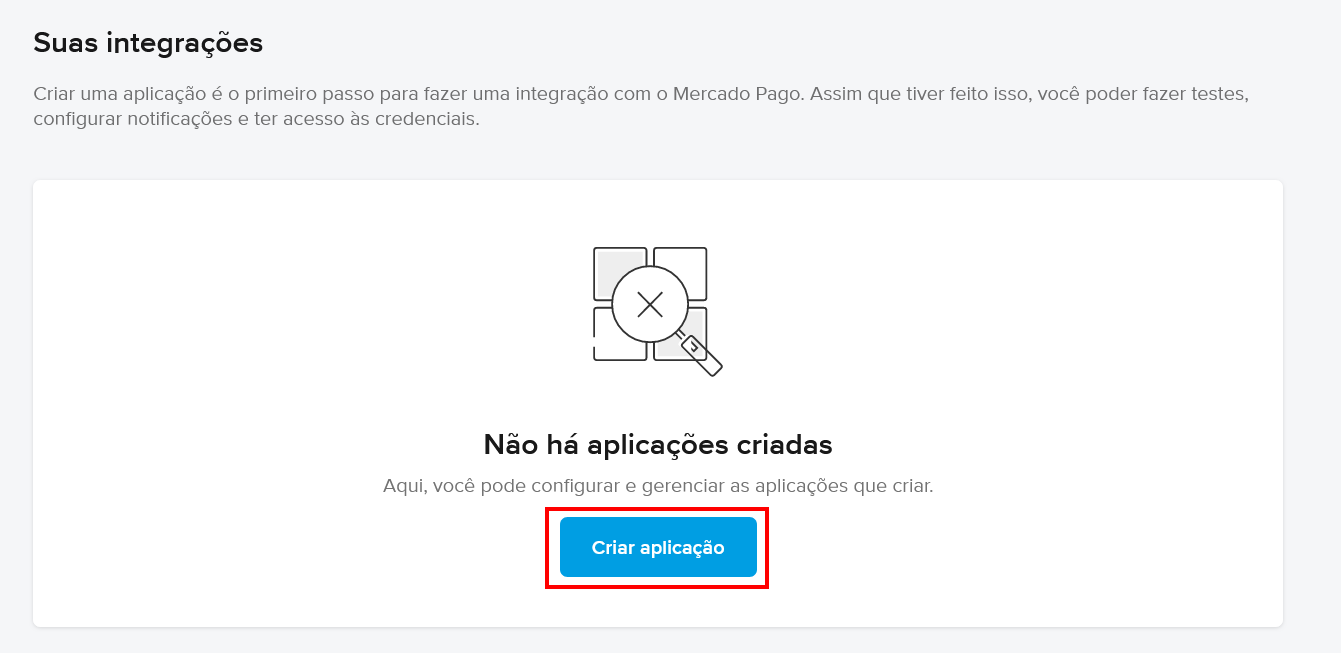 Suas integrações
Criar uma aplicação é o primeiro passo para fazer uma integração com o Mercado Pago. Assim que tiver feito isso, você poder fazer testes,
configurar notificações e ter acesso às credenciais.
Não há aplicações criadas
Aqui, você pode configurar e gerenciar as aplicações que criar.
Criar aplicação